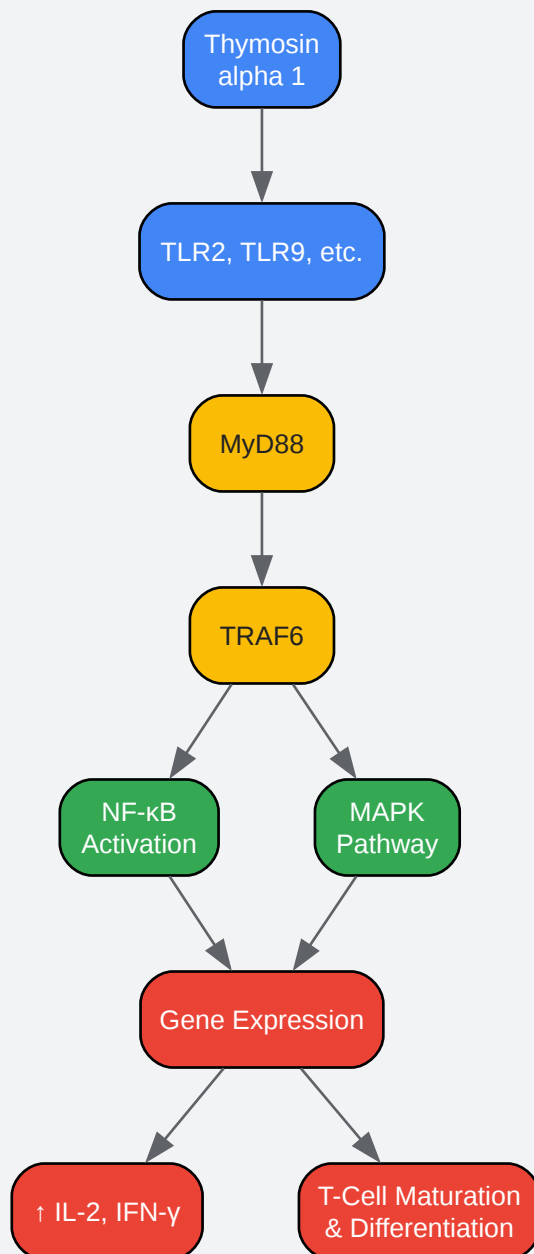 Thymosin
alpha 1
TLR2, TLR9, etc.
MyD88
TRAF6
NF-κB
Activation
MAPK
Pathway
Gene Expression
↑ IL-2, IFN-γ
T-Cell Maturation
& Differentiation